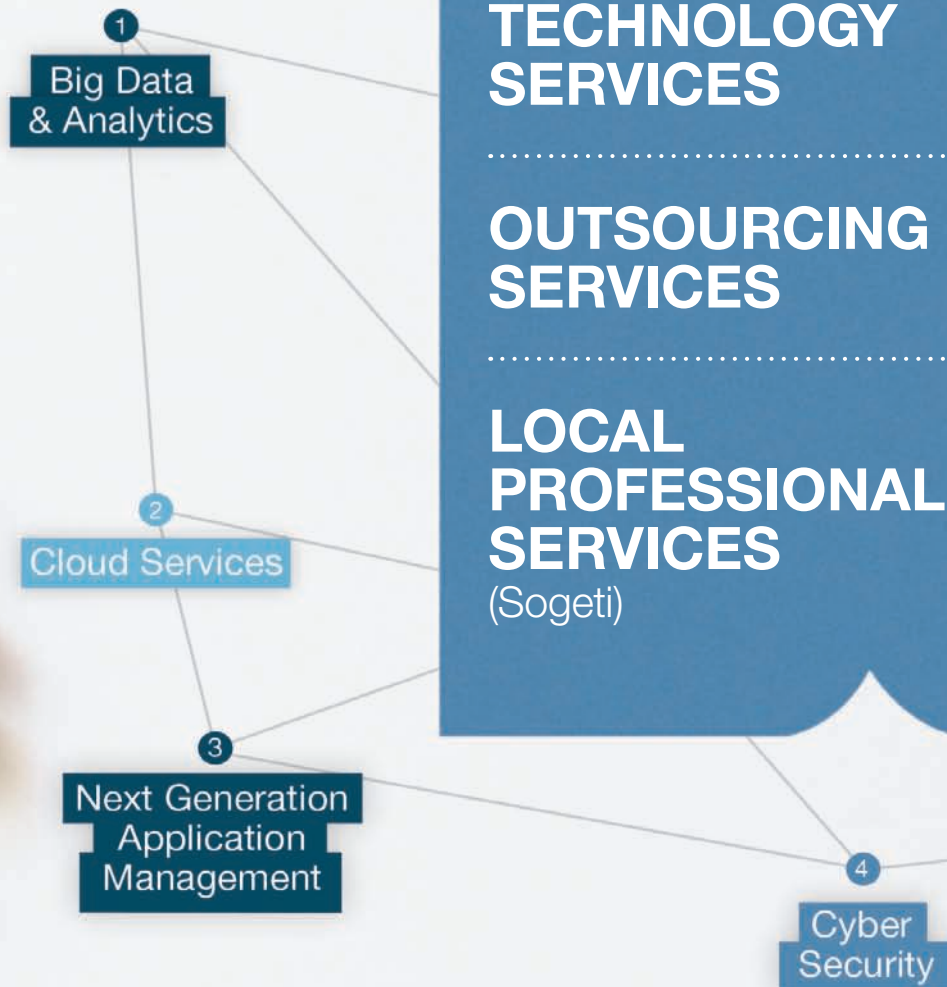 1
Big Data
& Analytics
TECHNOLOGY
SERVICES
OUTSOURCING
SERVICES
LOCAL
PROFESSIONAL
SERVICES
(Sogeti)
2
Cloud Services
3
Next Generation
Application
Management
4
Cyber
Security